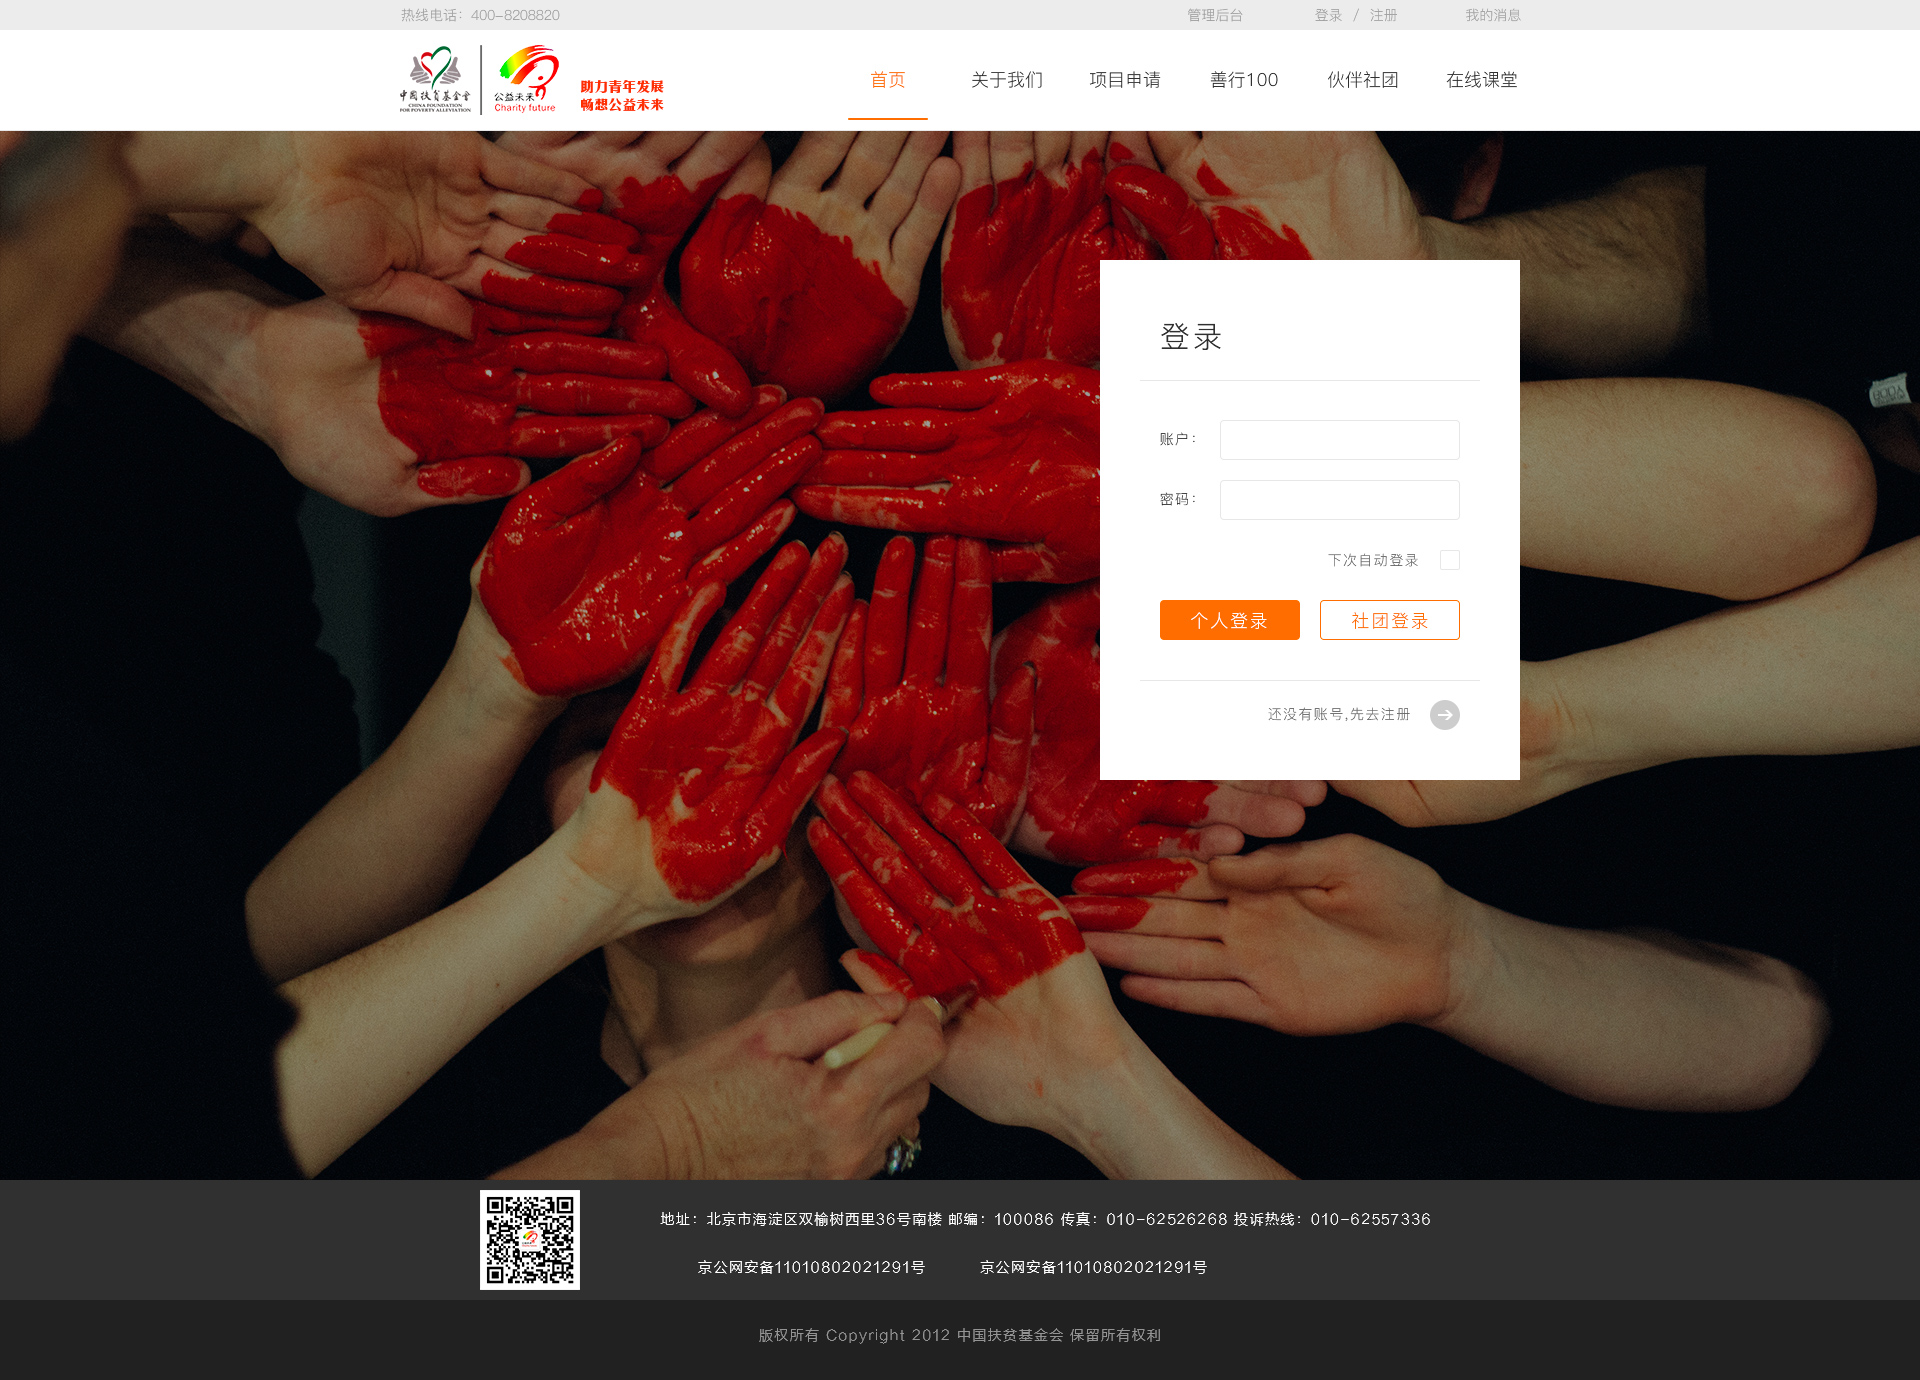 热线电话：400-8208820
管理后台
登录 / 注册
我的消息
中国扶贫基金会
CHINA FOUNDATION
FOR POVERTY ALLEVIATION
公益未来
Charity future
助力青年发展
畅想公益未来
首页
关于我们
项目申请
善行100
伙伴社团
在线课堂
登录
账户：
密码：
下次自动登录
个人登录
社团登录
还没有账号,先去注册
地址：北京市海淀区双榆树西里36号南楼 邮编：100086 传真：010-62526268 投诉热线：010-62557336
京公网安备11010802021291号
京公网安备11010802021291号
版权所有 Copyright 2012 中国扶贫基金会 保留所有权利